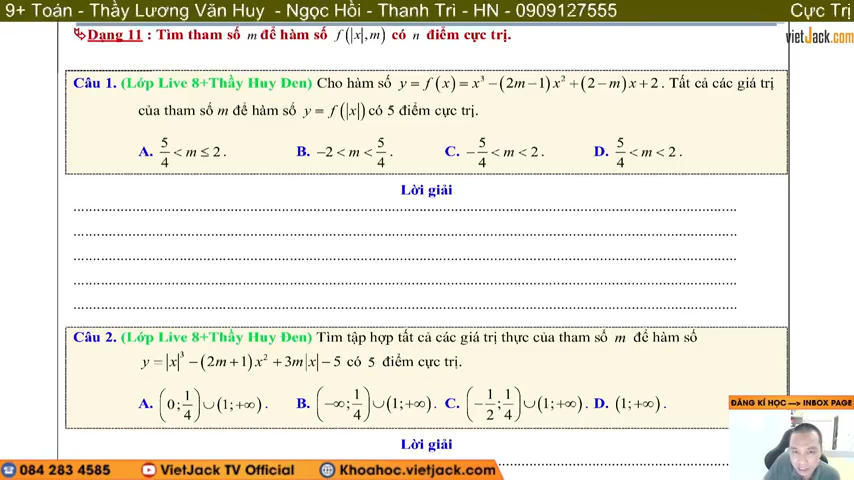 9+ Toán - Thầy Lương Văn Huy - Ngọc Hồi - Thanh Trì - HN - 0909127555 Cực Trị
Dạng 11 : Tìm tham số m để hàm số f(|x|,m) có n điểm cực trị.
vietJack.com
Câu 1. (Lớp Live 8+Thầy Huy Đen) Cho hàm số y = f(x) = x³ − (2m−1)x² + (2−m)x + 2. Tất cả các giá trị
của tham số m để hàm số y = f(|x|) có 5 điểm cực trị.
A. 5/4 < m ≤ 2. B. −2 < m < 5/4. C. −5/4 < m < 2. D. 5/4 < m < 2.
Lời giải
Câu 2. (Lớp Live 8+Thầy Huy Đen) Tìm tập hợp tất cả các giá trị thực của tham số m để hàm số
y = |x|³ − (2m+1)x² + 3m|x| − 5 có 5 điểm cực trị.
A. (0; 1/4) ∪ (1; +∞). B. (−∞; 1/4) ∪ (1; +∞). C. (−1/2; 1/4) ∪ (1; +∞). D. (1; +∞).
ĐĂNG KÍ HỌC —> INBOX PAGE
Lời giải
084 283 4585 VietJack TV Official Khoahoc.vietjack.com